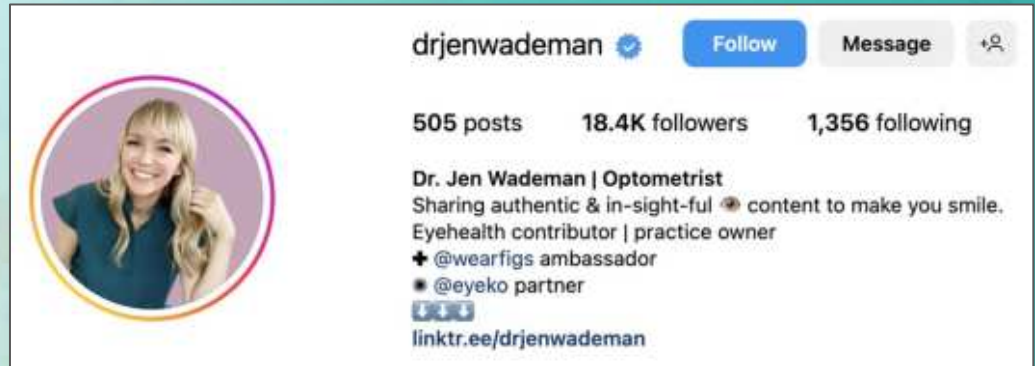 drjenwademan
Follow
Message
505 posts 18.4K followers 1,356 following
Dr. Jen Wademan | Optometrist
Sharing authentic & in-sight-ful 👁️ content to make you smile.
Eyehealth contributor | practice owner
✚ @wearfigs ambassador
✺ @eyeko partner
⬇️⬇️⬇️
linktr.ee/drjenwademan